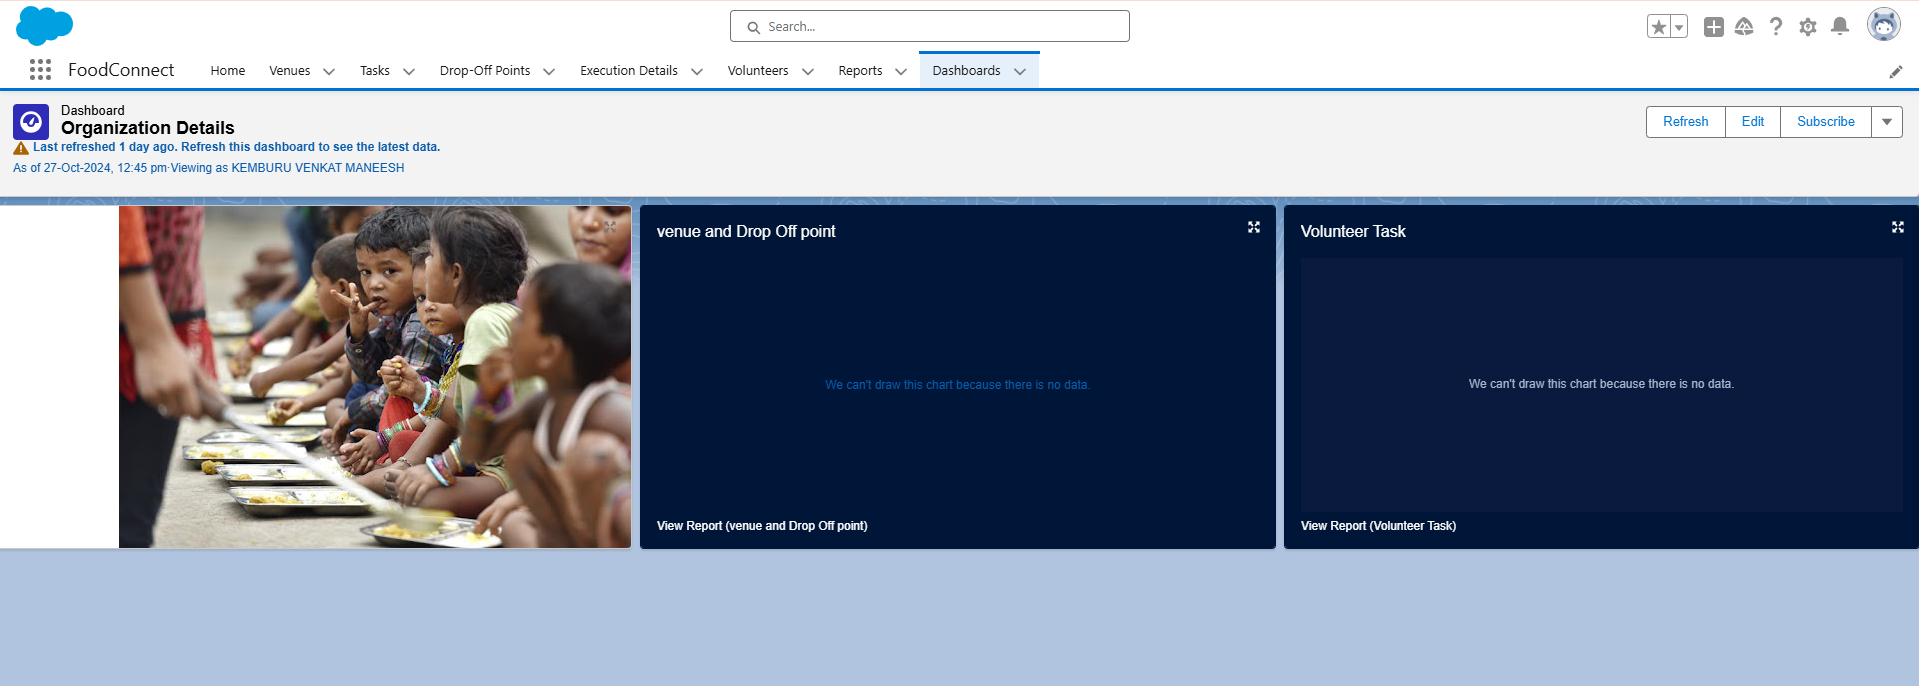 Search...
FoodConnect
Home
Venues
Tasks
Drop-Off Points
Execution Details
Volunteers
Reports
Dashboards
Dashboard
Organization Details
Last refreshed 1 day ago. Refresh this dashboard to see the latest data.
As of 27-Oct-2024, 12:45 pm·Viewing as KEMBURU VENKAT MANEESH
Refresh
Edit
Subscribe
venue and Drop Off point
We can't draw this chart because there is no data.
View Report (venue and Drop Off point)
Volunteer Task
We can't draw this chart because there is no data.
View Report (Volunteer Task)